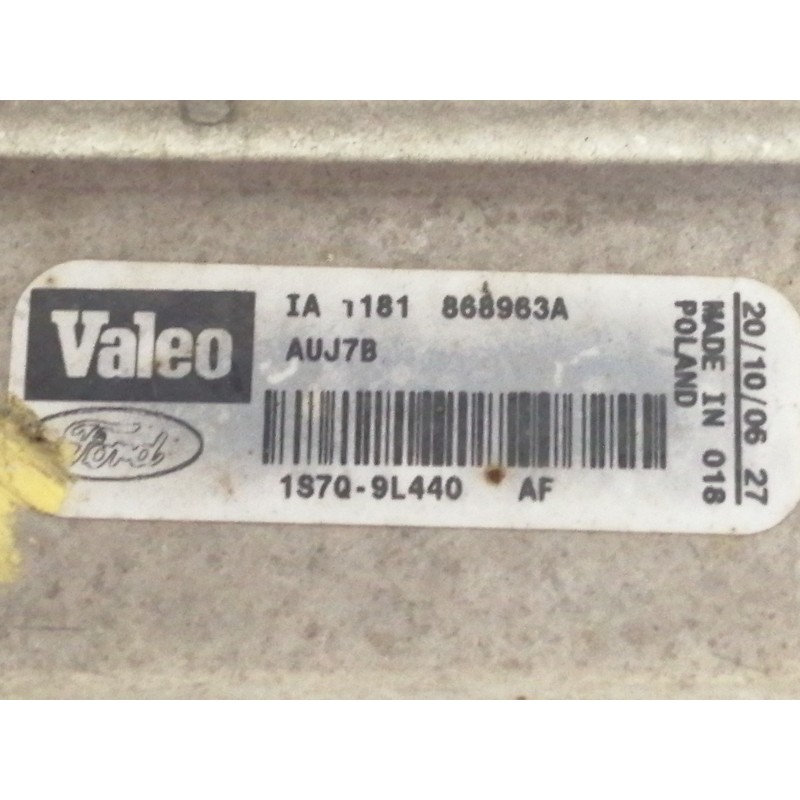 Valeo
IA 1181 868963A
AUJ7B
Ford
1S7Q-9L440 AF
MADE IN 018
POLAND
20/10/06 27